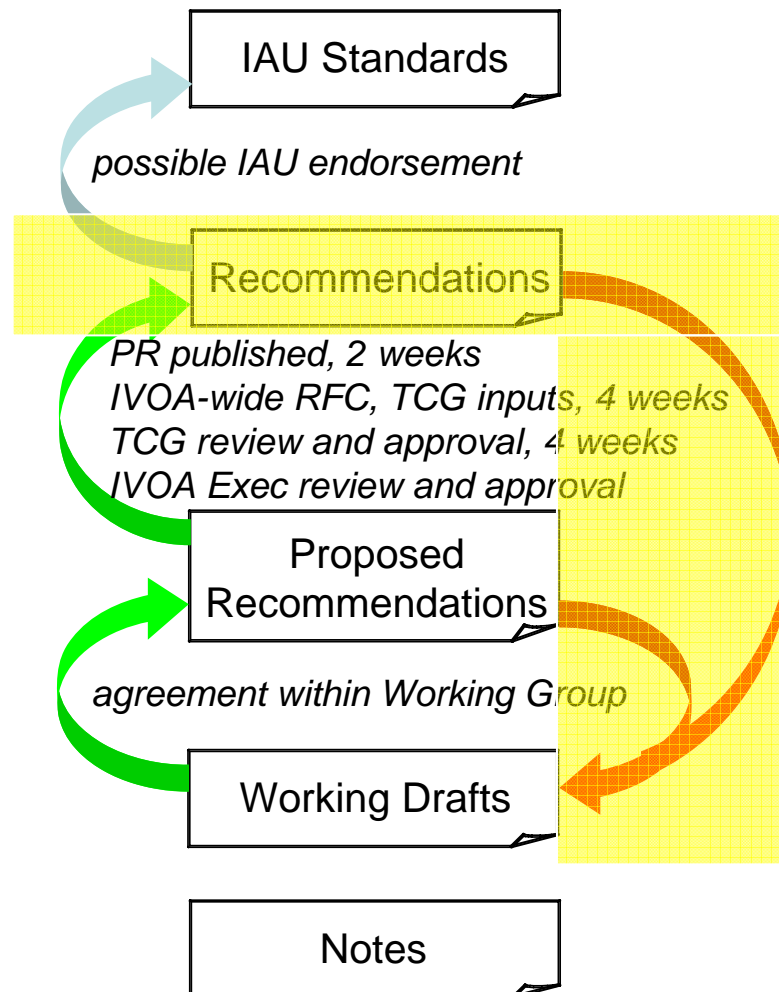 IAU Standards
possible IAU endorsement
Recommendations
PR published, 2 weeks
IVOA-wide RFC, TCG inputs, 4 weeks
TCG review and approval, 4 weeks
IVOA Exec review and approval
Proposed
Recommendations
agreement within Working Group
Working Drafts
Notes